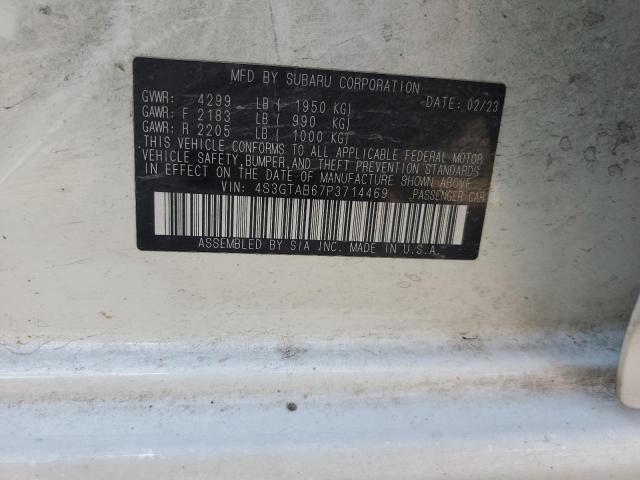 MFD BY SUBARU CORPORATION
GVWR: 4299 LB( 1950 KG) DATE: 02/23
GAWR: F 2183 LB( 990 KG)
GAWR: R 2205 LB( 1000 KG)
THIS VEHICLE CONFORMS TO ALL APPLICABLE FEDERAL MOTOR
VEHICLE SAFETY,BUMPER,AND THEFT PREVENTION STANDARDS
IN EFFECT ON THE DATE OF MANUFACTURE SHOWN ABOVE.
VIN: 4S3GTAB67P3714469 PASSENGER CAR
ASSEMBLED BY SIA INC. MADE IN U.S.A.